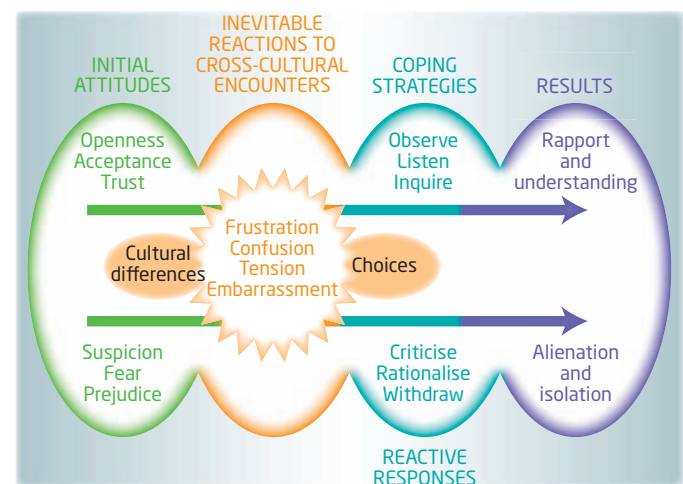 INITIAL
ATTITUDES
INEVITABLE
REACTIONS TO
CROSS-CULTURAL
ENCOUNTERS
COPING
STRATEGIES
RESULTS
Openness
Acceptance
Trust
Observe
Listen
Inquire
Rapport
and
understanding
Cultural
differences
Frustration
Confusion
Tension
Embarrassment
Choices
Suspicion
Fear
Prejudice
Criticise
Rationalise
Withdraw
Alienation
and
isolation
REACTIVE
RESPONSES